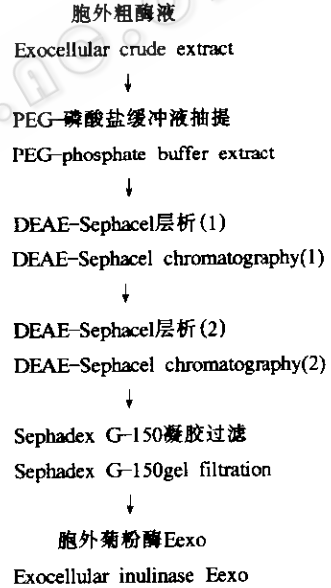 胞外粗酶液
Exocellular crude extract
↓
PEG—磷酸盐缓冲液抽提
PEG-phosphate buffer extract
↓
DEAE-Sephacel层析(1)
DEAE-Sephacel chromatography(1)
↓
DEAE-Sephacel层析(2)
DEAE-Sephacel chromatography(2)
↓
Sephadex G-150凝胶过滤
Sephadex G-150gel filtration
↓
胞外菊粉酶Eexo
Exocellular inulinase Eexo